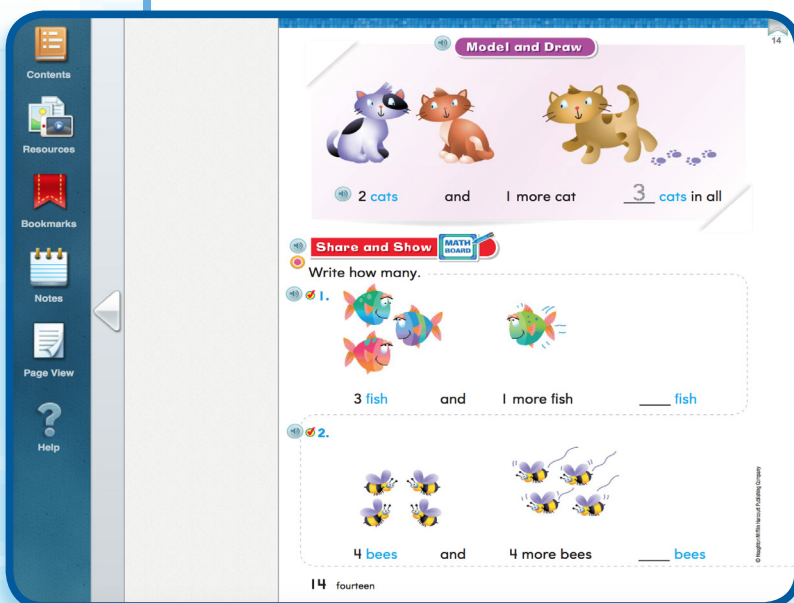 Contents
Resources
Bookmarks
Notes
Page View
Help
14
Model and Draw
2 cats and 1 more cat 3 cats in all
Share and Show MATH BOARD
Write how many.
1.
3 fish and 1 more fish ____ fish
2.
4 bees and 4 more bees ____ bees
© Houghton Mifflin Harcourt Publishing Company
14 fourteen